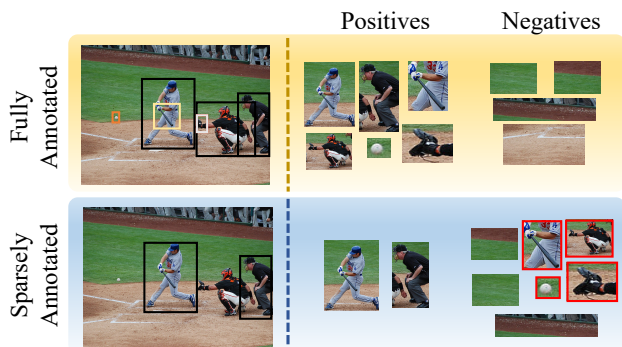 Positives
Negatives
Fully
Annotated
Sparsely
Annotated